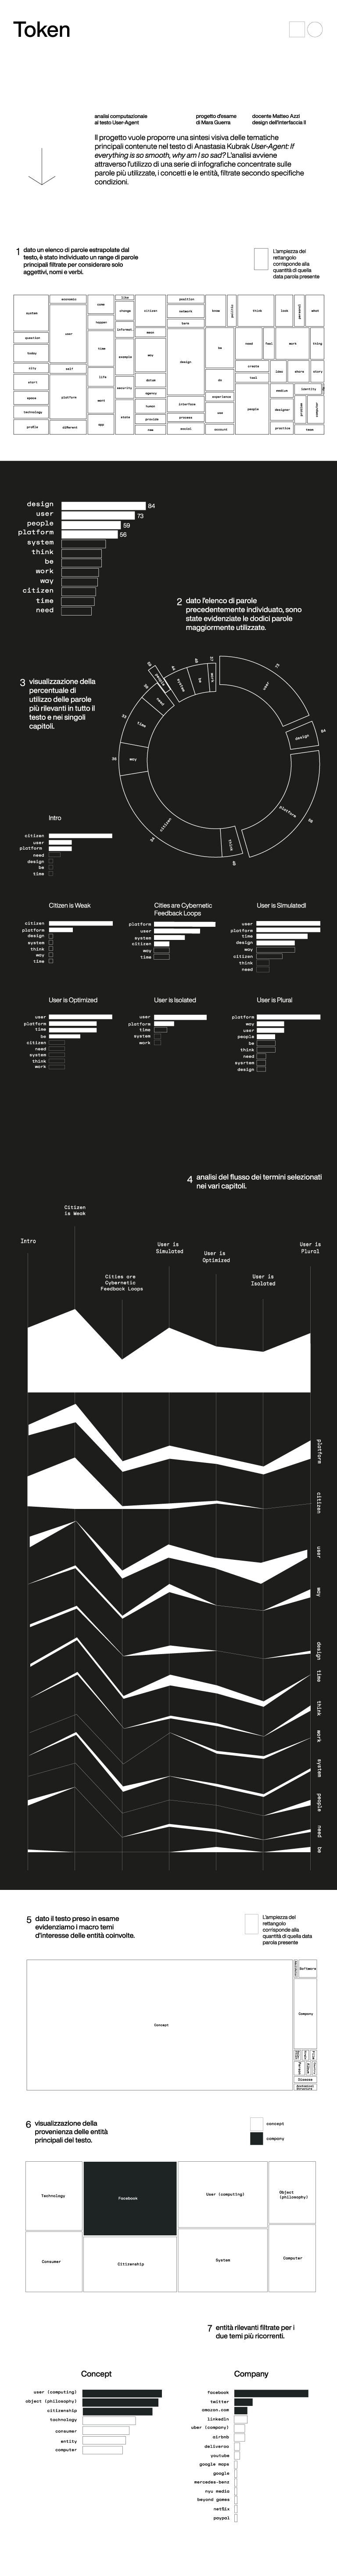 Token
analisi computazionale
al testo User-Agent
progetto d'esame
di Mara Guerra
docente Matteo Azzi
design dell'interfaccia II
Il progetto vuole proporre una sintesi visiva delle tematiche
principali contenute nel testo di Anastasia Kubrak User-Agent: If
everything is so smooth, why am I so sad? L'analisi avviene
attraverso l'utilizzo di una serie di infografiche concentrate sulle
parole più utilizzate, i concetti e le entità, filtrate secondo specifiche
condizioni.
1 dato un elenco di parole estrapolate dal
testo, è stato individuato un range di parole
principali filtrate per considerare solo
aggettivi, nomi e verbi.
L'ampiezza del
rettangolo
corrisponde alla
quantità di quella
data parola presente
system
question
today
city
start
space
technology
profile
economic
user
self
platform
different
come
happen
time
life
want
app
like
change
example
security
state
citizen
mean
way
datum
agency
tweet
provide
new
position
network
bank
design
interface
process
social
know
go
do
experience
see
account
politic
think
need
feel
create
tool
people
look
personal
what
work
thing
idea
share
story
medium
identity
designer
problem
computer
practice
seem
design 84
user 73
people 59
platform 56
system
think
be
work
way
citizen
time
need
2 dato l'elenco di parole
precedentemente individuato, sono
state evidenziate le dodici parole
maggiormente utilizzate.
3 visualizzazione della
percentuale di
utilizzo delle parole
più rilevanti in tutto il
testo e nei singoli
capitoli.
user
design
platform
think
citizen
way
time
need
people
system
be
work
Intro
citizen
user
platform
need
design
be
time
Citizen is Weak
citizen
platform
design
system
think
way
time
Cities are Cybernetic
Feedback Loops
platform
user
system
citizen
way
time
User is Simulated!
user
platform
time
design
way
citizen
think
need
User is Optimized
user
platform
time
be
citizen
need
system
think
work
User is Isolated
user
platform
time
system
work
User is Plural
platform
way
user
people
be
think
need
sysrtem
design
4 analisi del flusso dei termini selezionati
nei vari capitoli.
Intro
Citizen
is Weak
Cities are
Cybernetic
Feedback Loops
User is
Simulated
User is
Optimized
User is
Isolated
User is
Plural
platform
citizen
user
way
design
time
think
work
system
people
need
be
5 dato il testo preso in esame
evidenziamo i macro temi
d'interesse delle entità coinvolte.
L'ampiezza del
rettangolo
corrisponde alla
quantità di quella data
parola presente
Concept
Software
Company
Disease
6 visualizzazione della
provenienza delle entità
principali del testo.
concept
company
Technology
Facebook
User (computing)
Object
(philosophy)
Consumer
Citizenship
System
Computer
7 entità rilevanti filtrate per i
due temi più ricorrenti.
Concept
user (computing)
object (philosophy)
citizenship
technology
consumer
entity
computer
Company
facebook
twitter
amazon.com
linkedin
uber (company)
airbnb
deliveroo
youtube
google maps
google
mercedes-benz
nyu media
beyond games
netflix
paypal